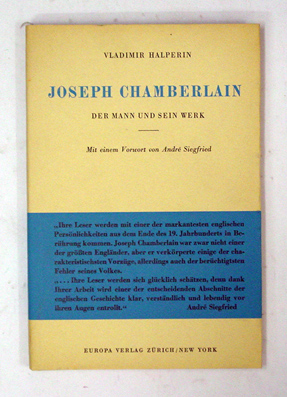 VLADIMIR HALPERIN
JOSEPH CHAMBERLAIN
DER MANN UND SEIN WERK
Mit einem Vorwort von André Siegfried
„Ihre Leser werden mit einer der markantesten englischen
Persönlichkeiten aus dem Ende des 19. Jahrhunderts in Be-
rührung kommen. Joseph Chamberlain war zwar nicht einer
der größten Engländer, aber er verkörperte einige der cha-
rakteristischsten Vorzüge, allerdings auch der berüchtigtsten
Fehler seines Volkes.
„. . . Ihre Leser werden sich glücklich schätzen, denn dank
Ihrer Arbeit wird einer der entscheidenden Abschnitte der
englischen Geschichte klar, verständlich und lebendig vor
ihren Augen entrollt.“ André Siegfried
EUROPA VERLAG ZÜRICH/NEW YORK